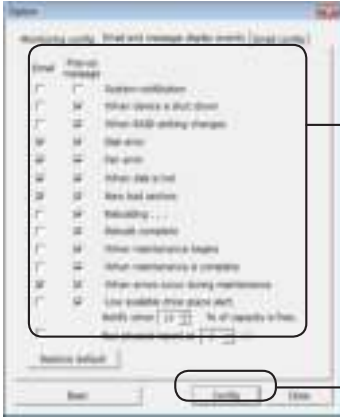 Option
Monitoring config Email and message display events Email config
Email Pop-up message
System notification
When device is shut down
When RAID setting changes
Disk error
Fan error
When disk is hot
New bad sectors
Rebuilding . . .
Rebuild complete
When maintenance begins
When maintenance is complete
When errors occur during maintenance
Low available drive space alert
Notify when % of capacity is free.
Restore default
Config Close